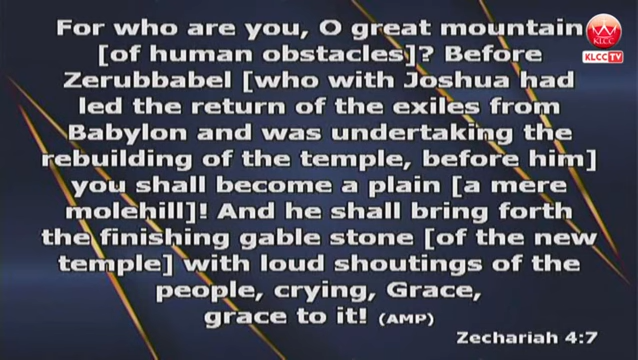 For who are you, O great mountain
[of human obstacles]? Before
Zerubbabel [who with Joshua had
led the return of the exiles from
Babylon and was undertaking the
rebuilding of the temple, before him]
you shall become a plain [a mere
molehill]! And he shall bring forth
the finishing gable stone [of the new
temple] with loud shoutings of the
people, crying, Grace,
grace to it! (AMP)
Zechariah 4:7
KLCC
KLCC TV